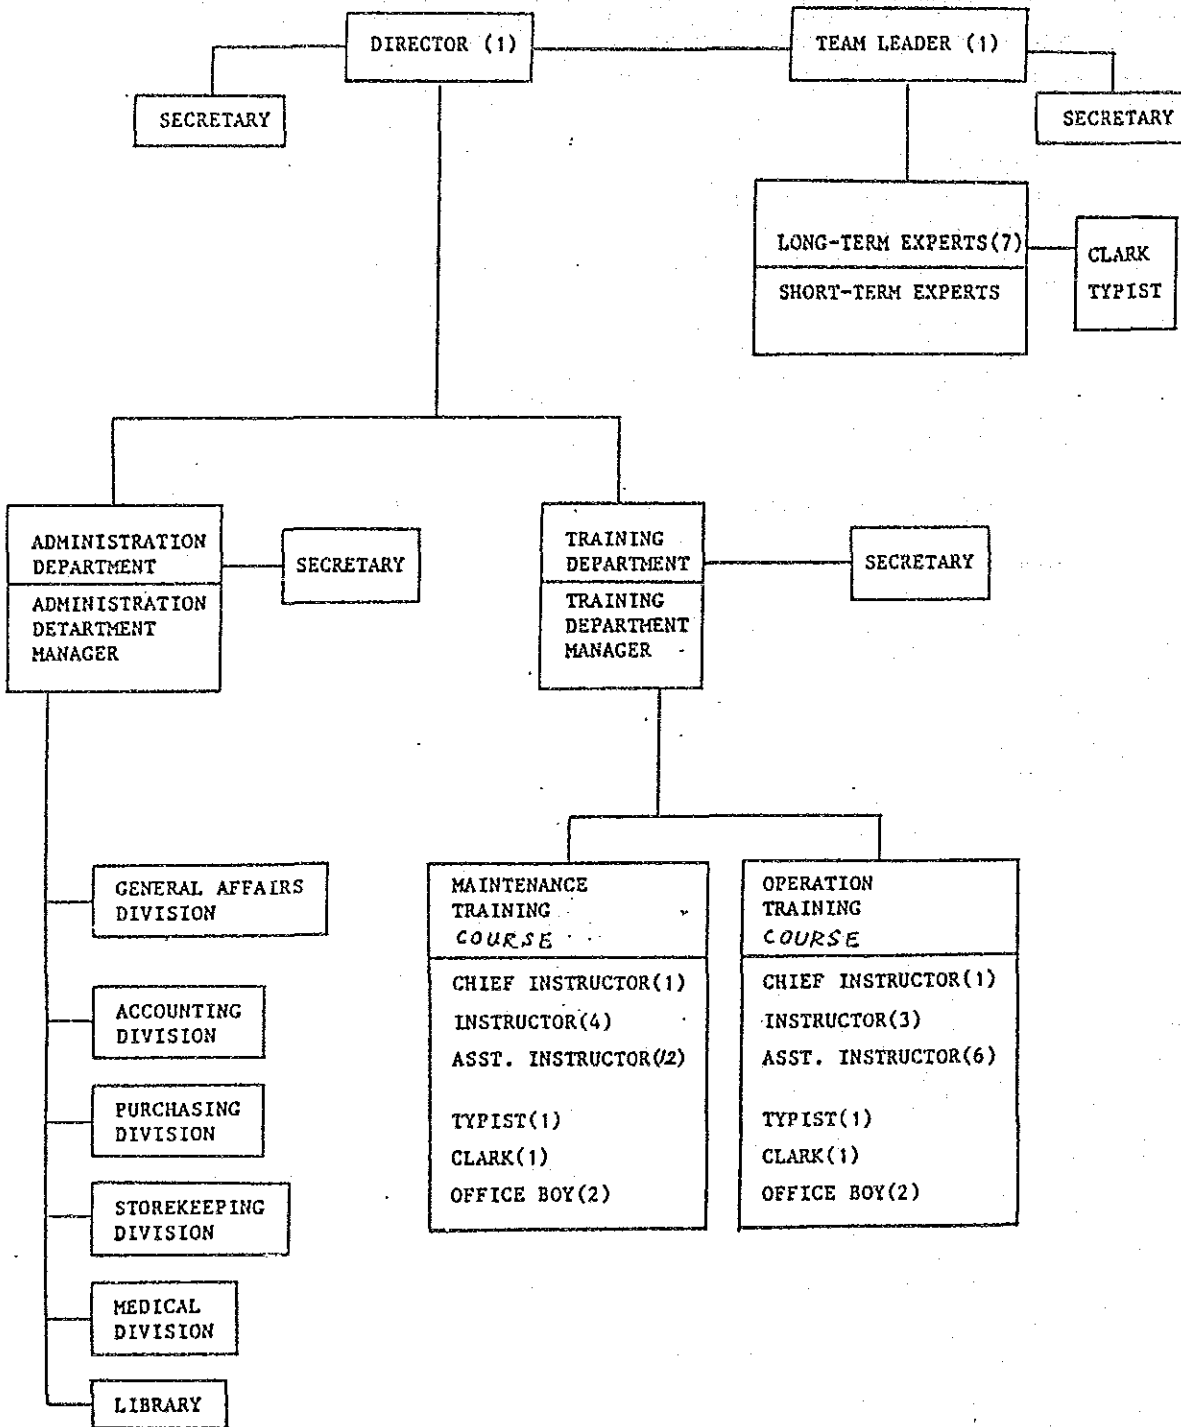 DIRECTOR (1)
TEAM LEADER (1)
SECRETARY
SECRETARY
LONG-TERM EXPERTS(7)
SHORT-TERM EXPERTS
CLARK
TYPIST
ADMINISTRATION
DEPARTMENT
ADMINISTRATION
DETARTMENT
MANAGER
SECRETARY
TRAINING
DEPARTMENT
TRAINING
DEPARTMENT
MANAGER
SECRETARY
GENERAL AFFAIRS
DIVISION
ACCOUNTING
DIVISION
PURCHASING
DIVISION
STOREKEEPING
DIVISION
MEDICAL
DIVISION
LIBRARY
MAINTENANCE
TRAINING
COURSE
CHIEF INSTRUCTOR(1)
INSTRUCTOR(4)
ASST. INSTRUCTOR(12)
TYPIST(1)
CLARK(1)
OFFICE BOY(2)
OPERATION
TRAINING
COURSE
CHIEF INSTRUCTOR(1)
INSTRUCTOR(3)
ASST. INSTRUCTOR(6)
TYPIST(1)
CLARK(1)
OFFICE BOY(2)